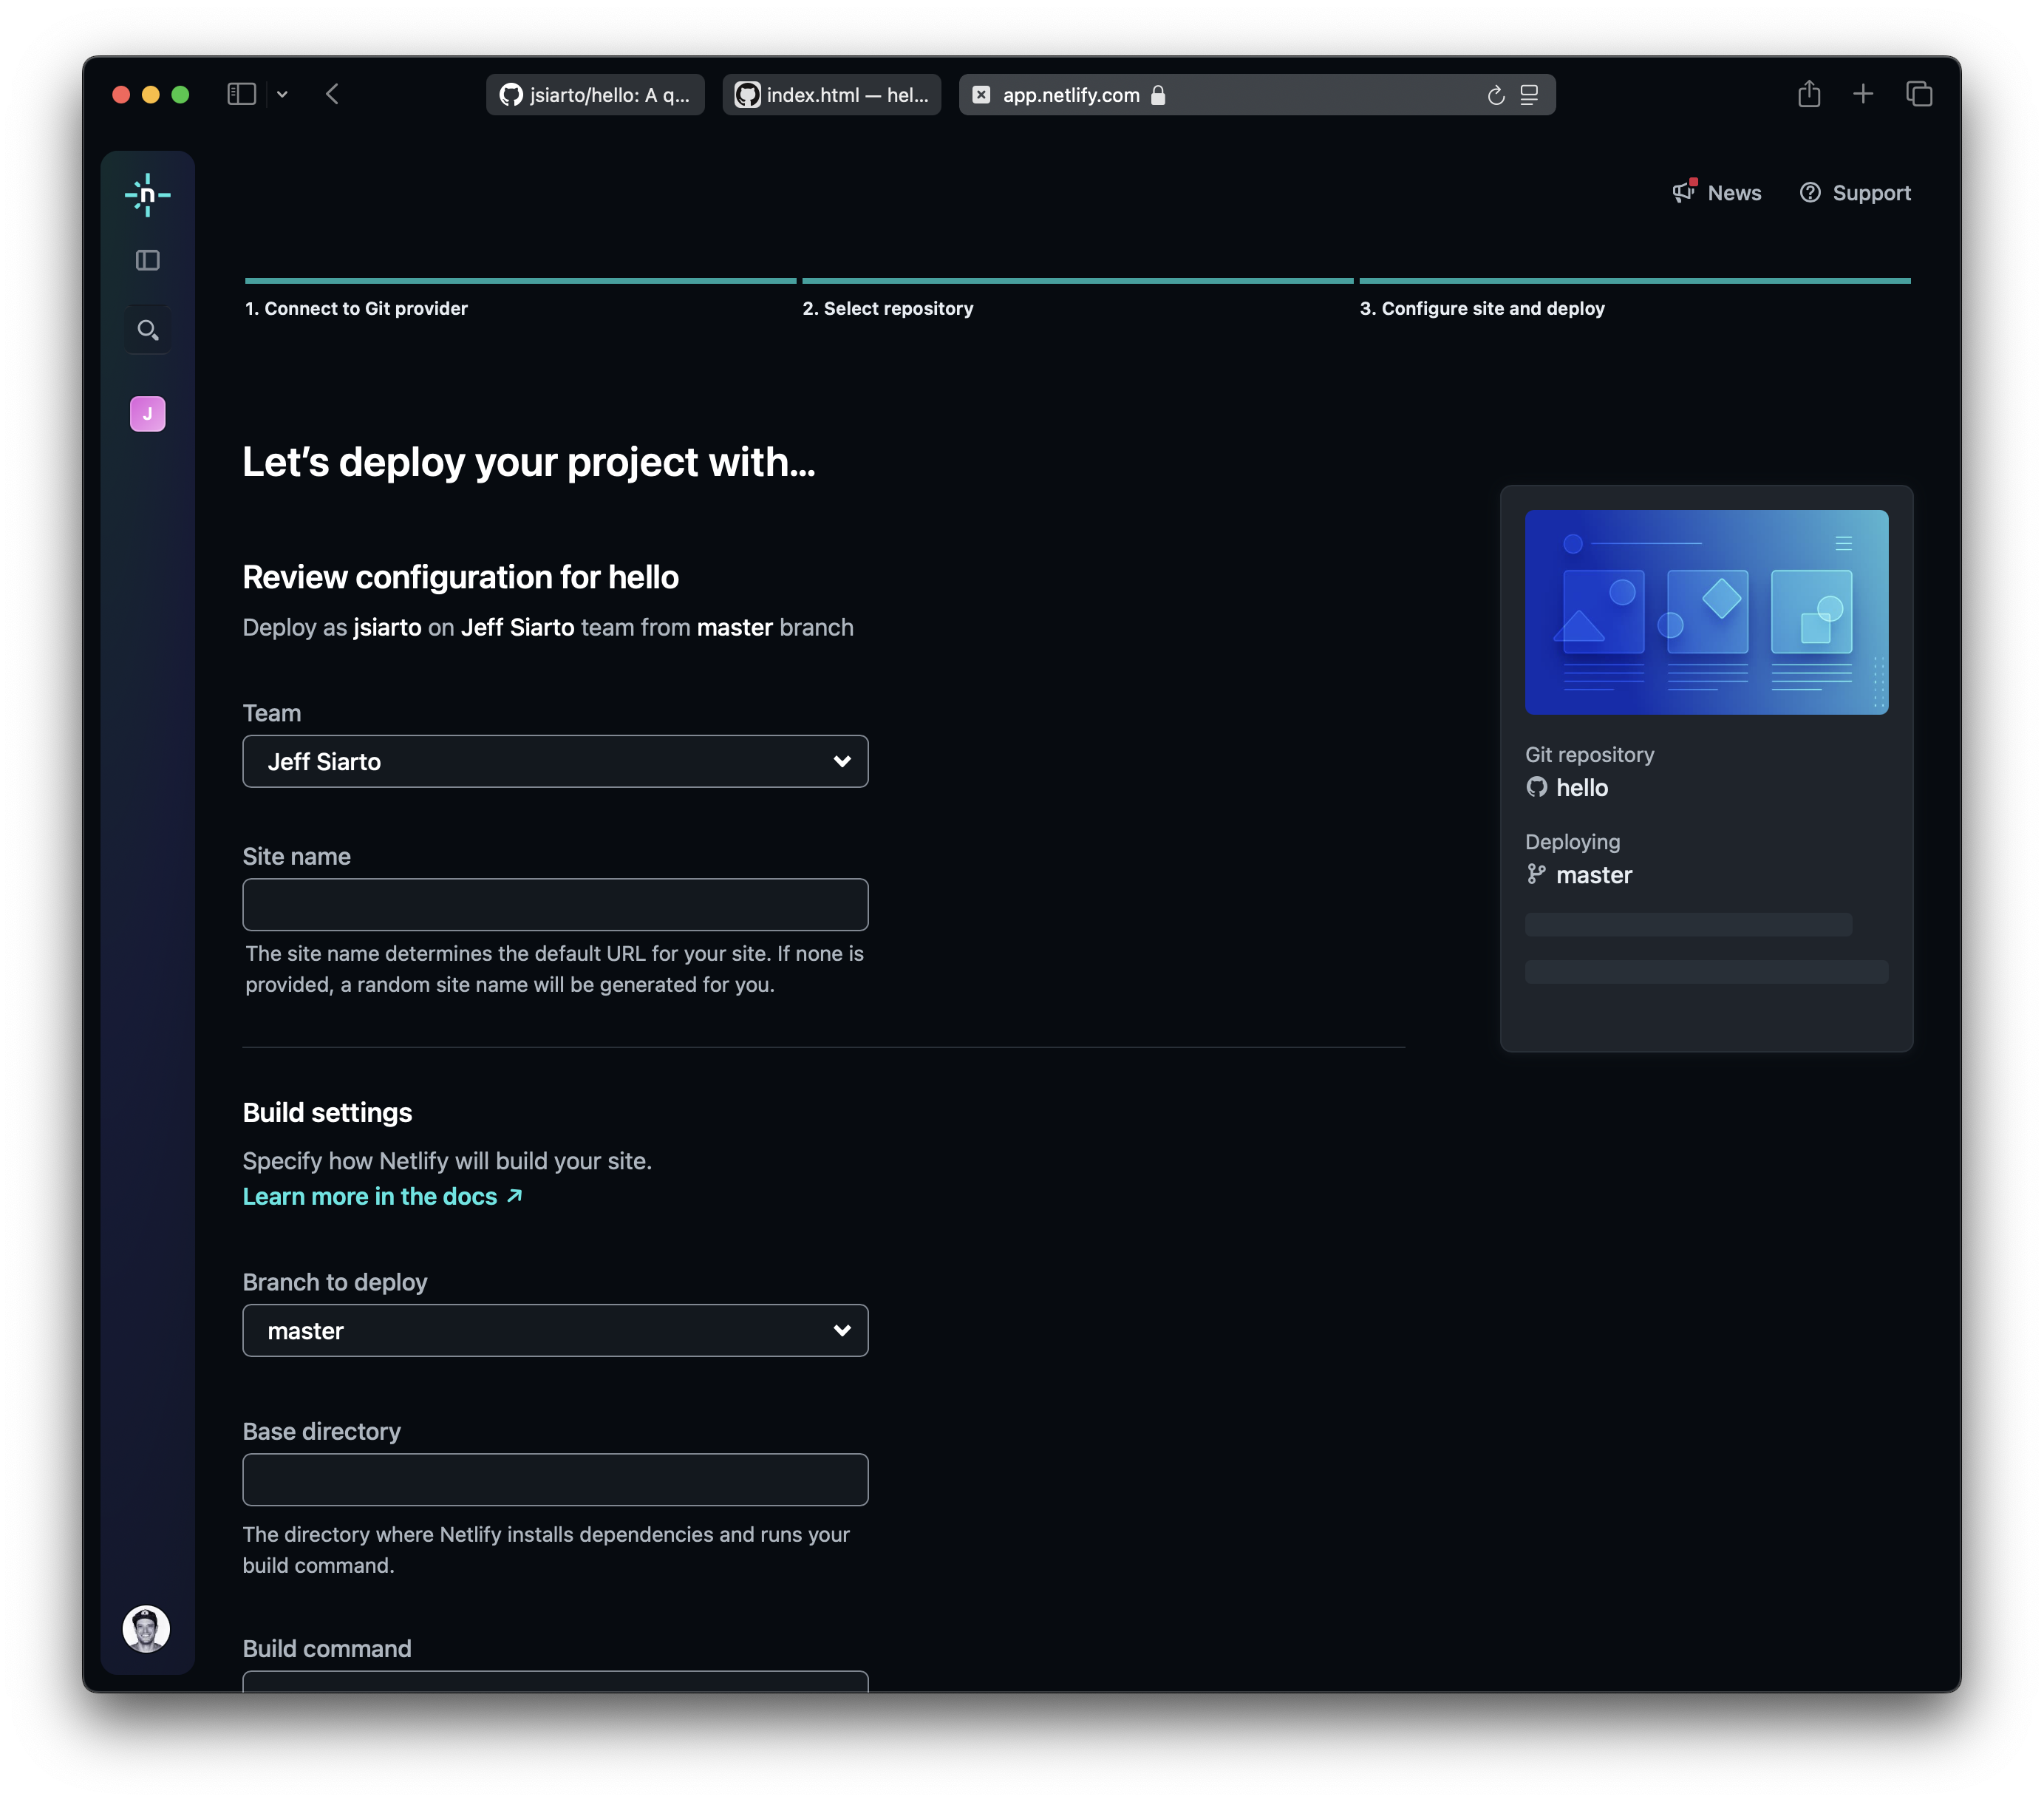 jsiarto/hello: A q...
index.html — hel...
app.netlify.com
n
News
Support
1. Connect to Git provider
2. Select repository
3. Configure site and deploy
J
Let’s deploy your project with…
Review configuration for hello
Deploy as jsiarto on Jeff Siarto team from master branch
Team
Jeff Siarto
Site name
The site name determines the default URL for your site. If none is
provided, a random site name will be generated for you.
Git repository
hello
Deploying
master
Build settings
Specify how Netlify will build your site.
Learn more in the docs
Branch to deploy
master
Base directory
The directory where Netlify installs dependencies and runs your
build command.
Build command